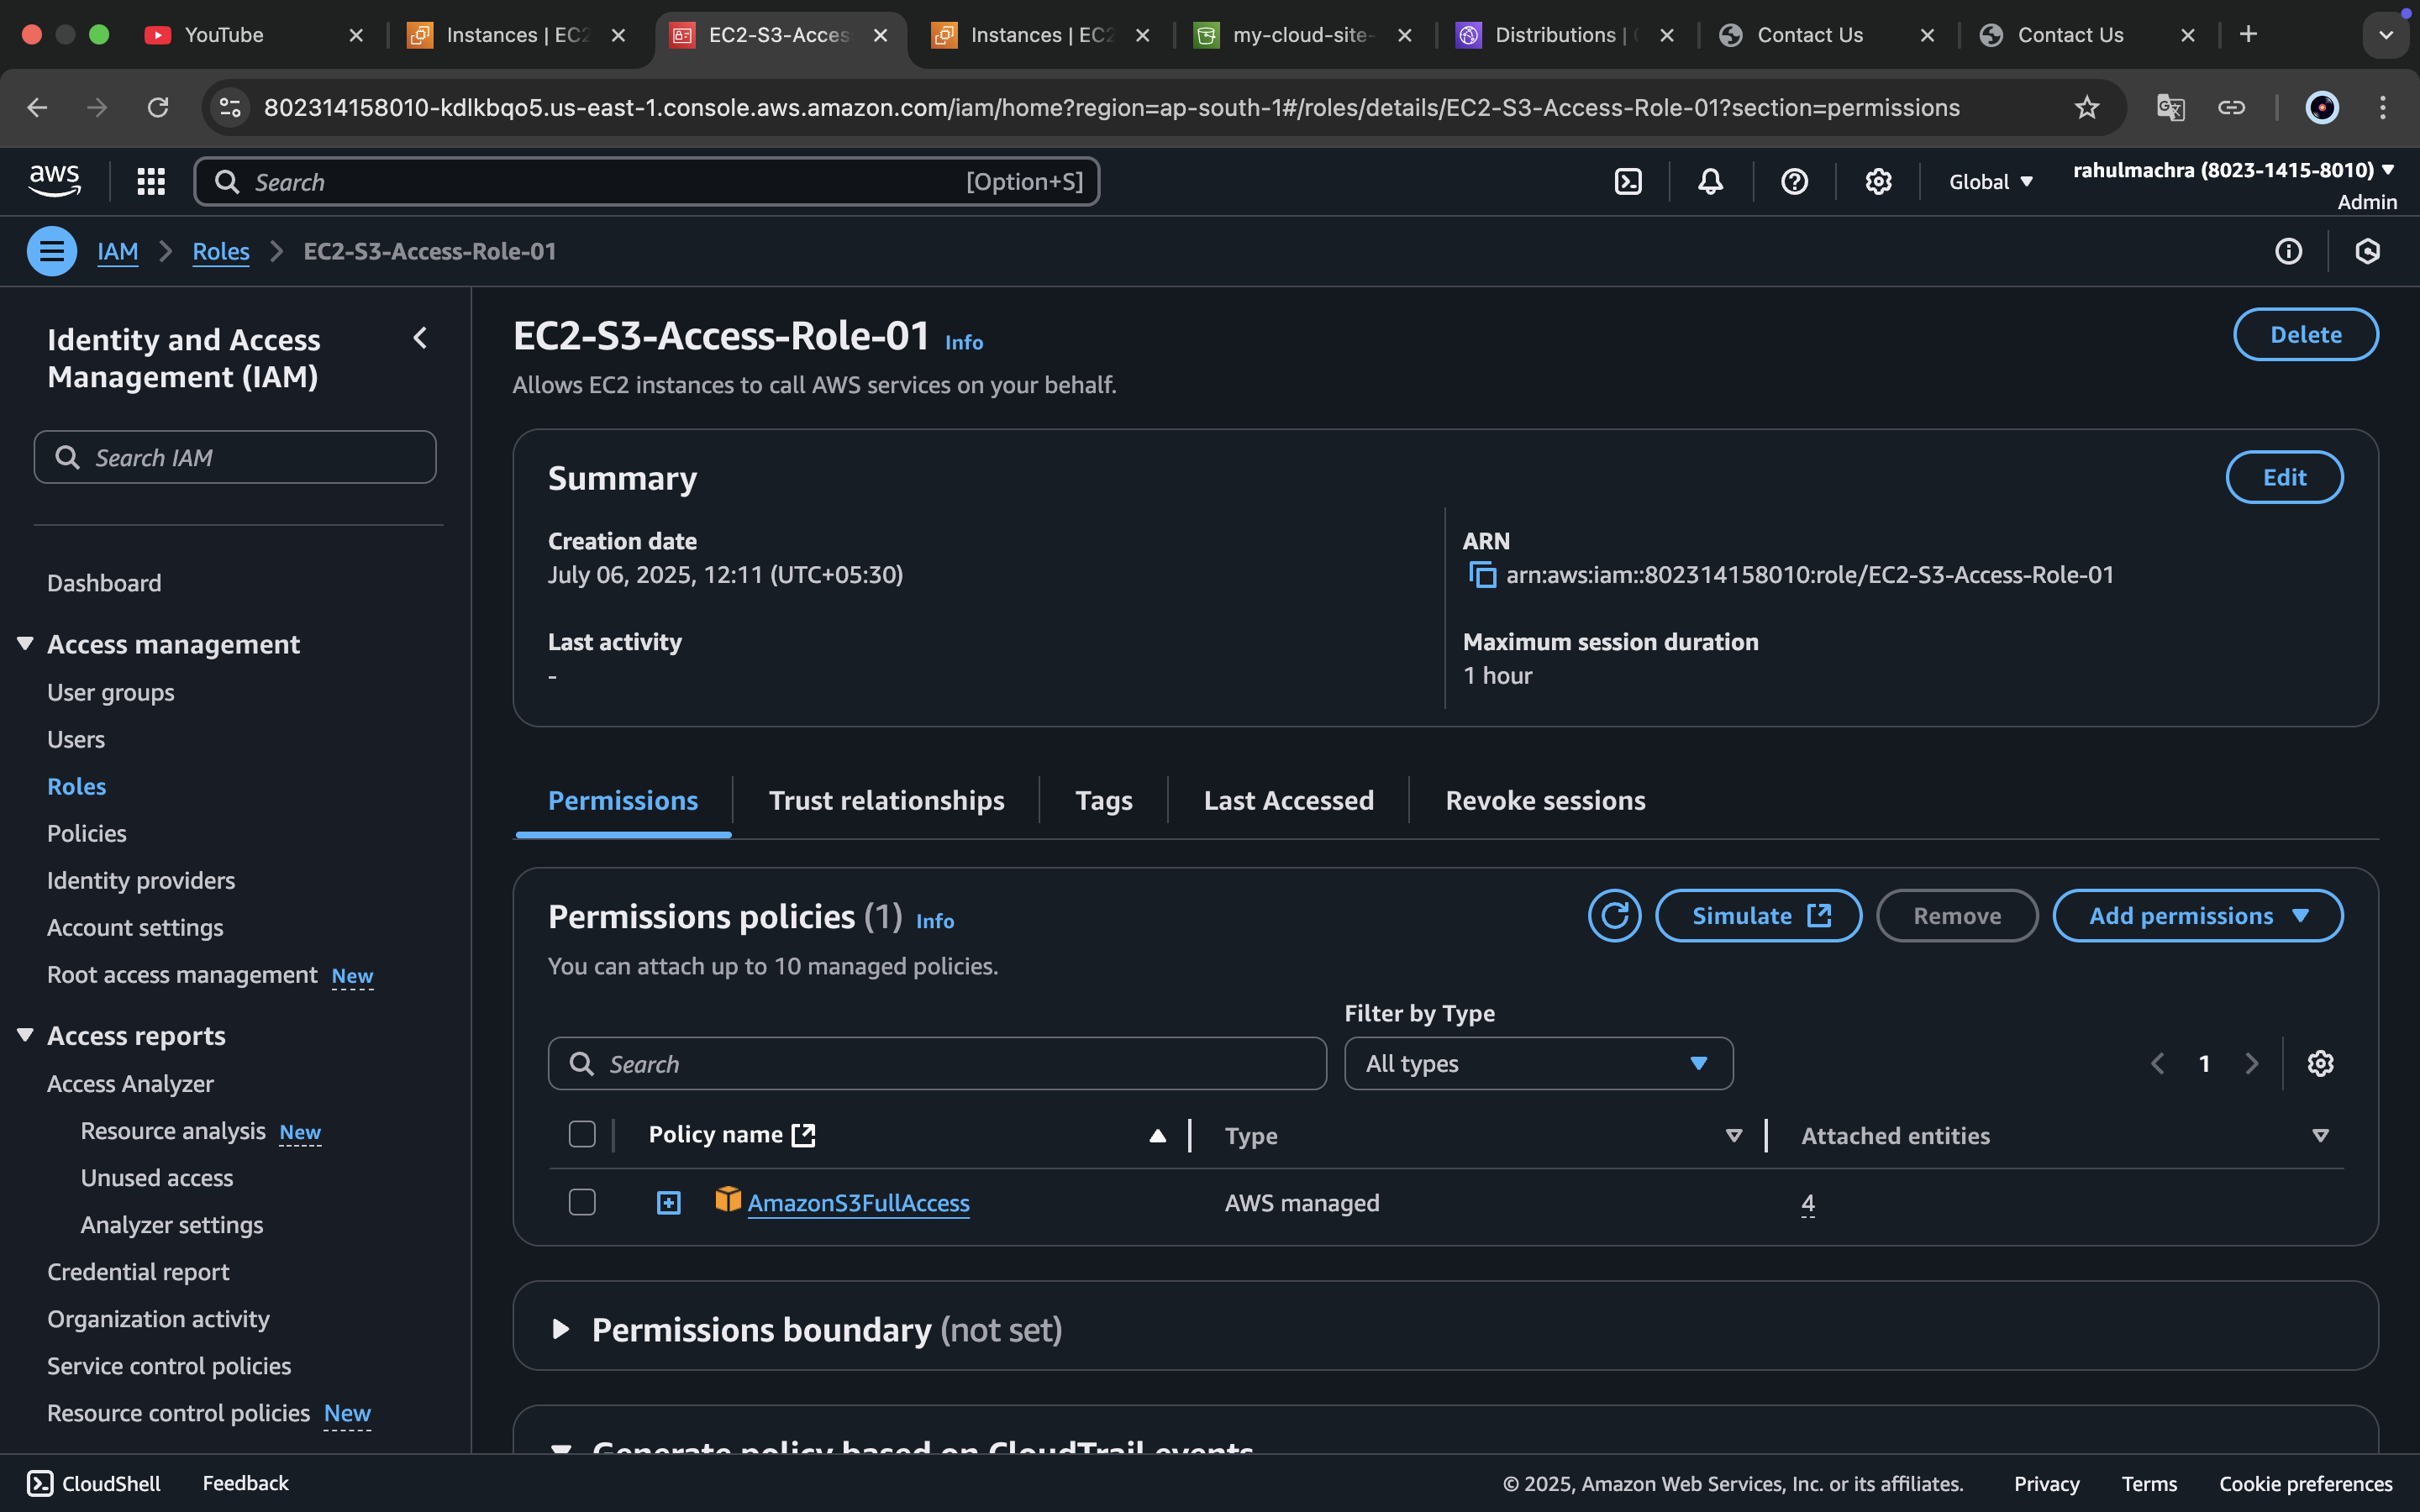 YouTube
Instances | EC2
EC2-S3-Acces
Instances | EC2
my-cloud-site-
Distributions |
Contact Us
Contact Us
802314158010-kdlkbqo5.us-east-1.console.aws.amazon.com/iam/home?region=ap-south-1#/roles/details/EC2-S3-Access-Role-01?section=permissions
aws
Search
[Option+S]
Global
rahulmachra (8023-1415-8010)
Admin
IAM
Roles
EC2-S3-Access-Role-01
Identity and Access
Management (IAM)
Search IAM
Dashboard
Access management
User groups
Users
Roles
Policies
Identity providers
Account settings
Root access management New
Access reports
Access Analyzer
Resource analysis New
Unused access
Analyzer settings
Credential report
Organization activity
Service control policies
Resource control policies New
EC2-S3-Access-Role-01 Info
Delete
Allows EC2 instances to call AWS services on your behalf.
Summary
Edit
Creation date
July 06, 2025, 12:11 (UTC+05:30)
ARN
arn:aws:iam::802314158010:role/EC2-S3-Access-Role-01
Last activity
-
Maximum session duration
1 hour
Permissions
Trust relationships
Tags
Last Accessed
Revoke sessions
Permissions policies (1) Info
Simulate
Remove
Add permissions
You can attach up to 10 managed policies.
Filter by Type
Search
All types
1
Policy name
Type
Attached entities
AmazonS3FullAccess
AWS managed
4
Permissions boundary (not set)
Generate policy based on CloudTrail events
CloudShell
Feedback
© 2025, Amazon Web Services, Inc. or its affiliates.
Privacy
Terms
Cookie preferences